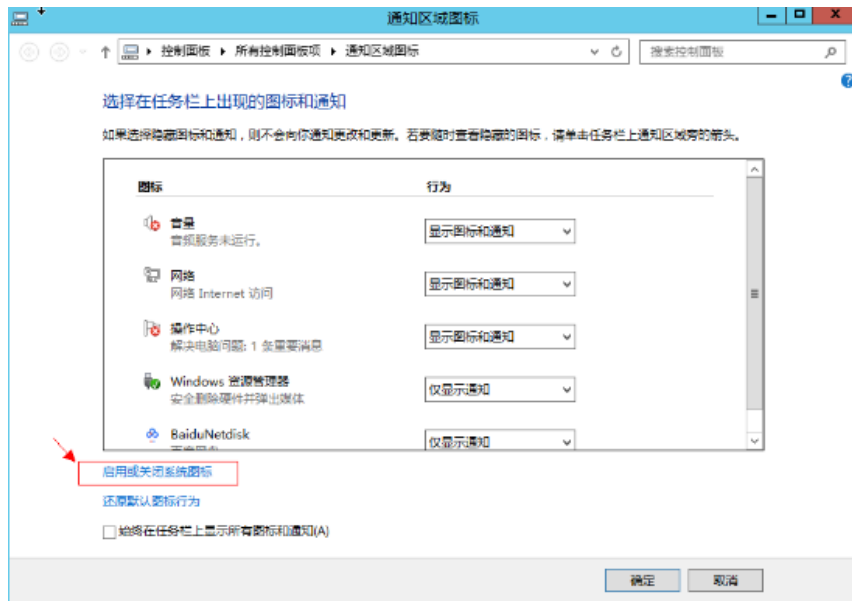 通知区域图标
控制面板 所有控制面板项 通知区域图标 搜索控制面板
选择在任务栏上出现的图标和通知
如果选择隐藏图标和通知，则不会向你通知更改和更新。若要随时查看隐藏的图标，请单击任务栏上通知区域旁的箭头。
图标 行为
音量 显示图标和通知
音频服务未运行。
网络 显示图标和通知
网络 Internet 访问
操作中心 显示图标和通知
解决电脑问题: 1 条重要消息
Windows 资源管理器 仅显示通知
安全删除硬件并弹出媒体
BaiduNetdisk 仅显示通知
启用或关闭系统图标
还原默认图标行为
始终在任务栏上显示所有图标和通知(A)
确定 取消